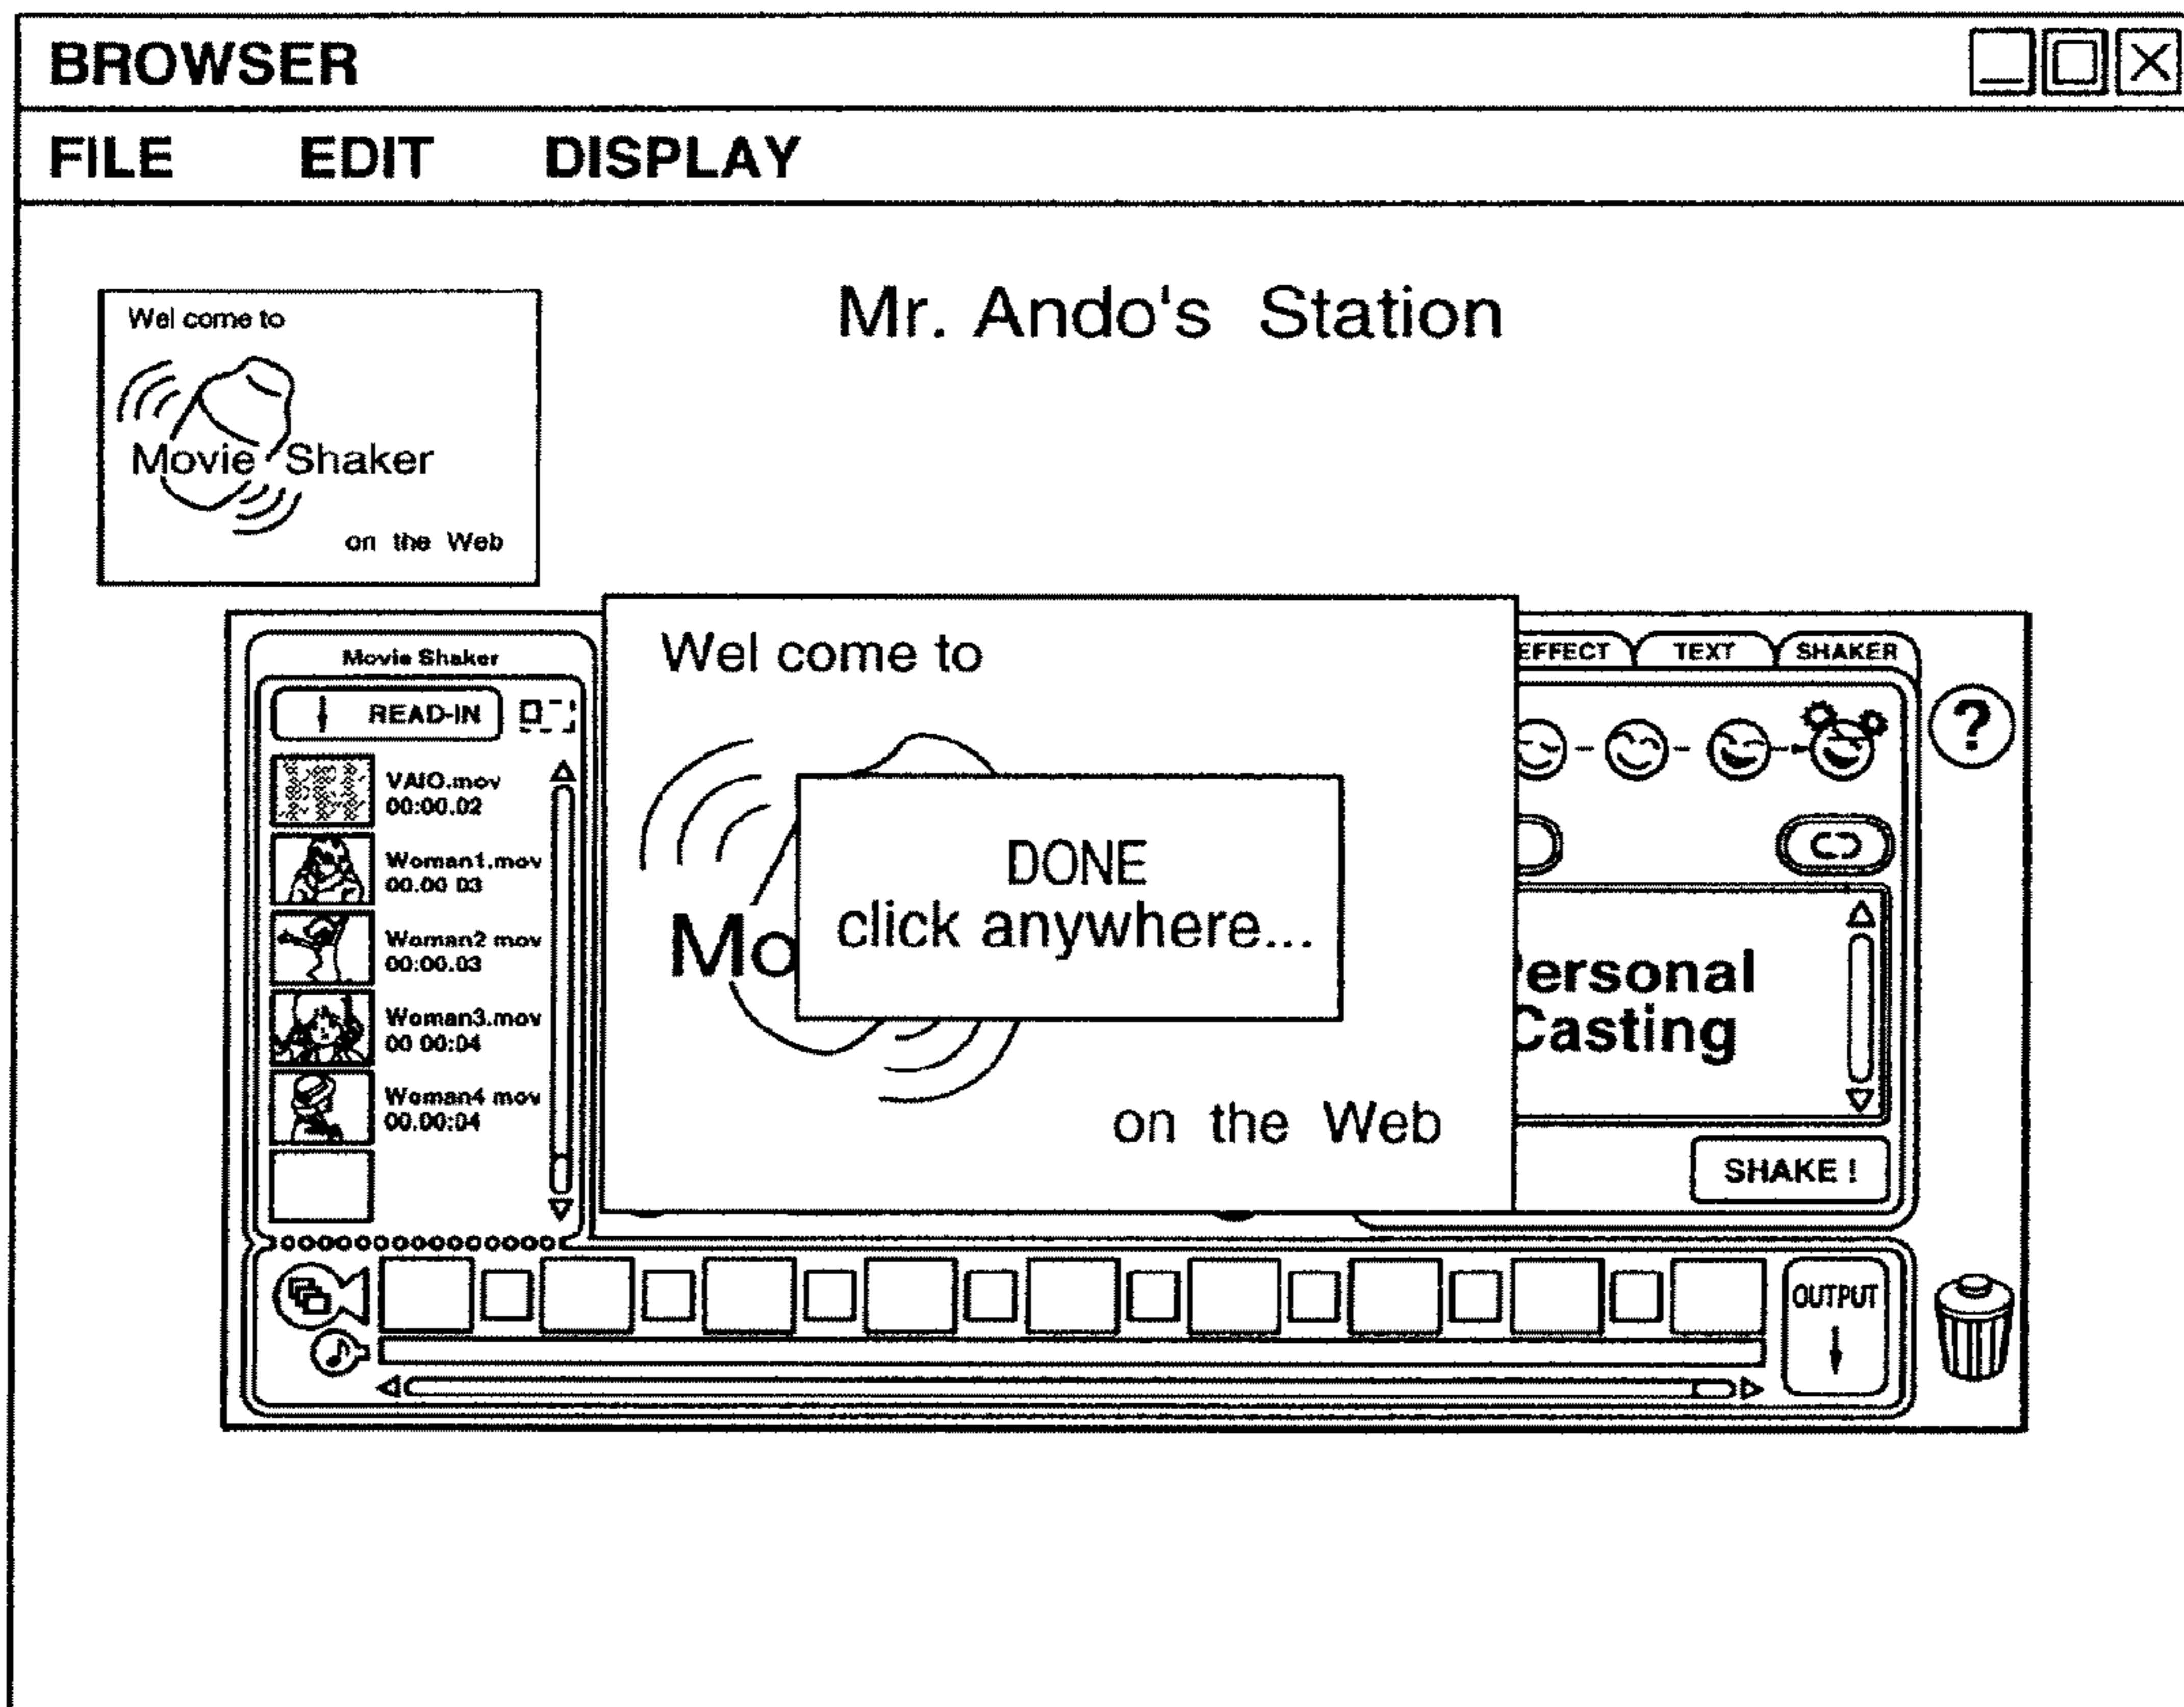 BROWSER
FILE EDIT DISPLAY
Mr. Ando's Station
Wel come to
Movie Shaker
on the Web
Movie Shaker
READ-IN
VAIO.mov
00:00.02
Woman1.mov
00.00 03
Woman2 mov
00:00.03
Woman3.mov
00 00:04
Woman4 mov
00.00:04
Wel come to
Mo
on the Web
DONE
click anywhere...
EFFECT TEXT SHAKER
?
ersonal
Casting
SHAKE !
OUTPUT